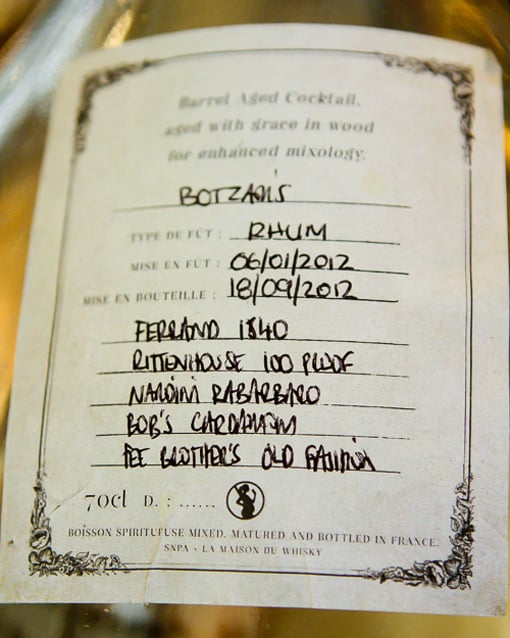 Barrel Aged Cocktail,
aged with grace in wood
for enhanced mixology.
BOTZARIS
TYPE DE FÛT : RHUM
MISE EN FÛT : 06/01/2012
MISE EN BOUTEILLE : 18/09/2012
FERRAND 1840
RITTENHOUSE 100 PROOF
NARDINI RABARBARO
BOB'S CARDAMOM
FEE BROTHER'S OLD FASHION
70cl D. : ......
BOISSON SPIRITUEUSE MIXED, MATURED AND BOTTLED IN FRANCE.
SNPA - LA MAISON DU WHISKY